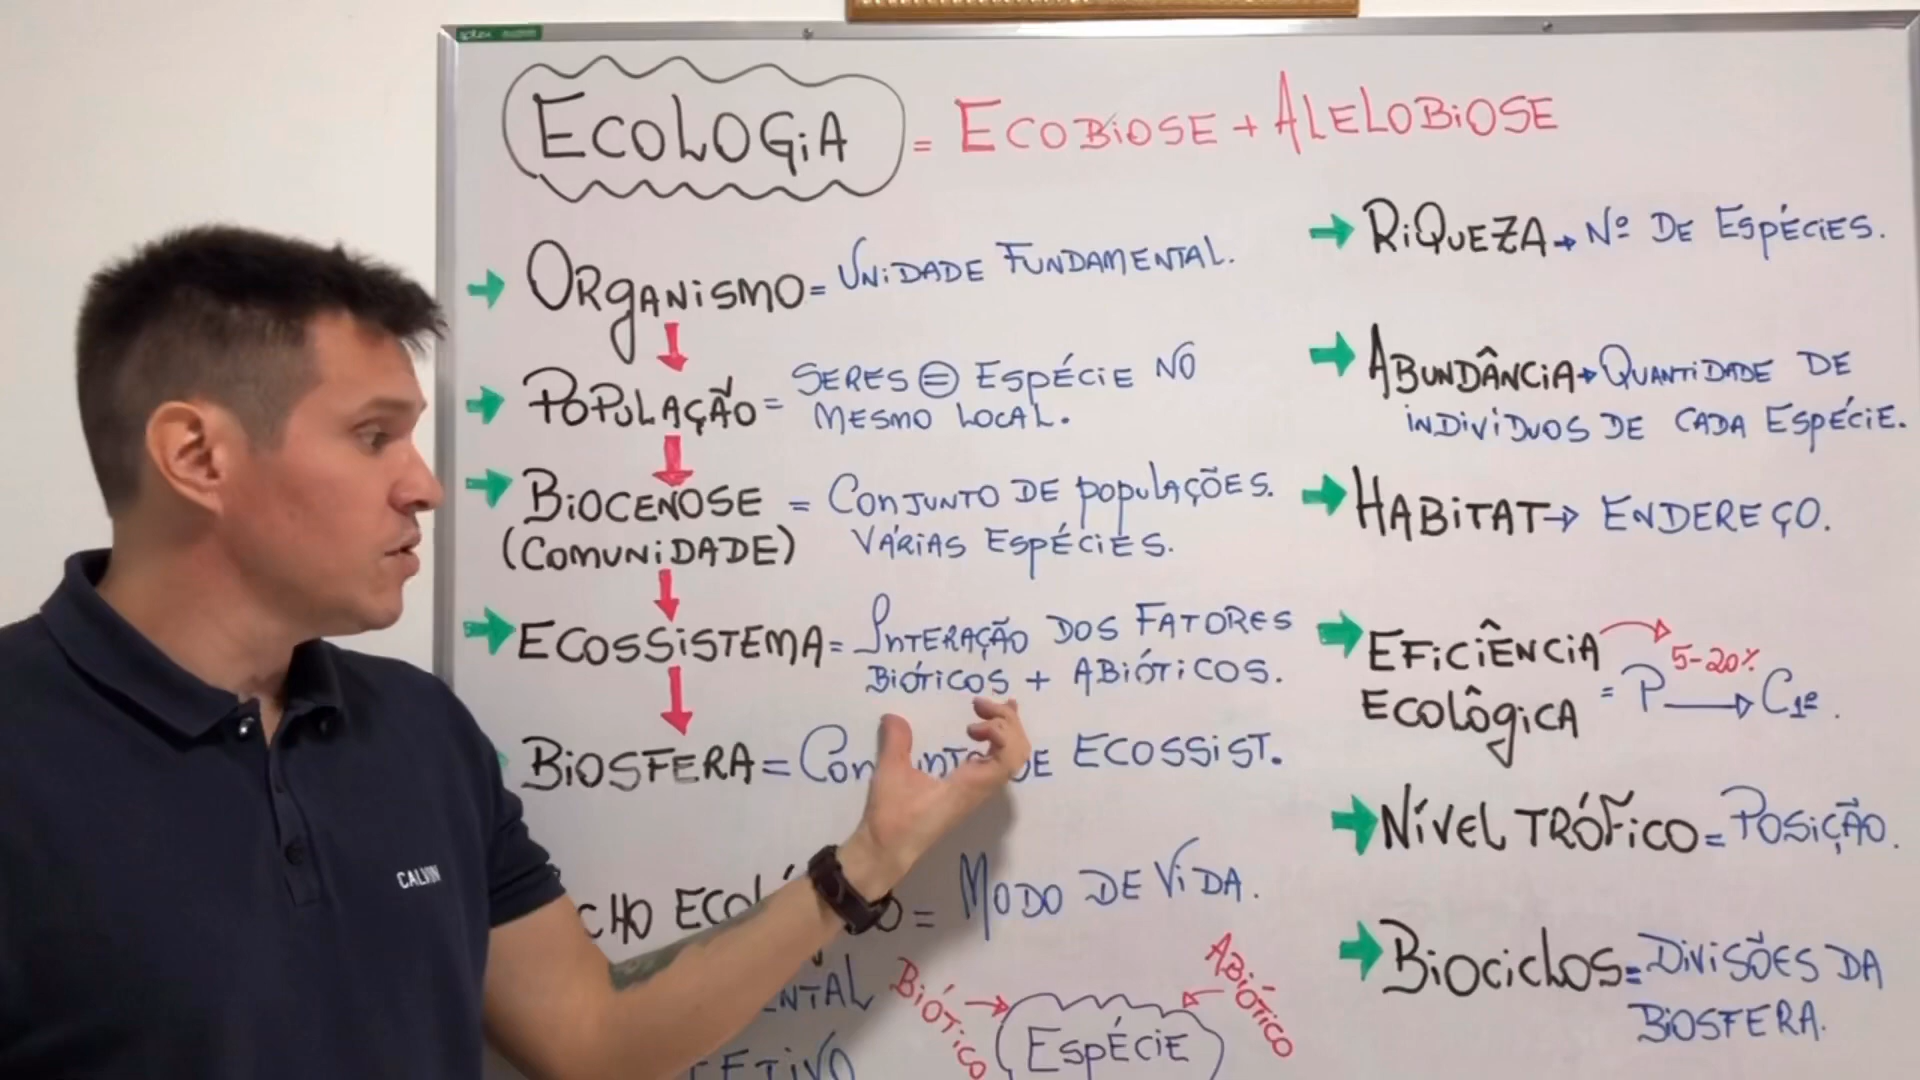 ECOLOGIA = ECOBIOSE + ALELOBIOSE
ORGANISMO = UNIDADE FUNDAMENTAL.
POPULAÇÃO = SERES = ESPÉCIE NO
MESMO LOCAL.
BIOCENOSE = CONJUNTO DE POPULAÇÕES.
(COMUNIDADE) VÁRIAS ESPÉCIES.
ECOSSISTEMA = INTERAÇÃO DOS FATORES
BIÓTICOS + ABIÓTICOS.
BIOSFERA = DE ECOSSIST.
= MODO DE VIDA.
BIÓTICO → ESPÉCIE ← ABIÓTICO
→ RIQUEZA → Nº DE ESPÉCIES.
→ ABUNDÂNCIA → QUANTIDADE DE
INDIVÍDUOS DE CADA ESPÉCIE.
→ HABITAT → ENDEREÇO.
→ EFICIÊNCIA 5-20%
ECOLÔGICA = P → C1º.
→ NÍVEL TRÓFICO = POSIÇÃO.
→ BIOCICLOS = DIVISÕES DA
BIOSFERA.
CALVIN